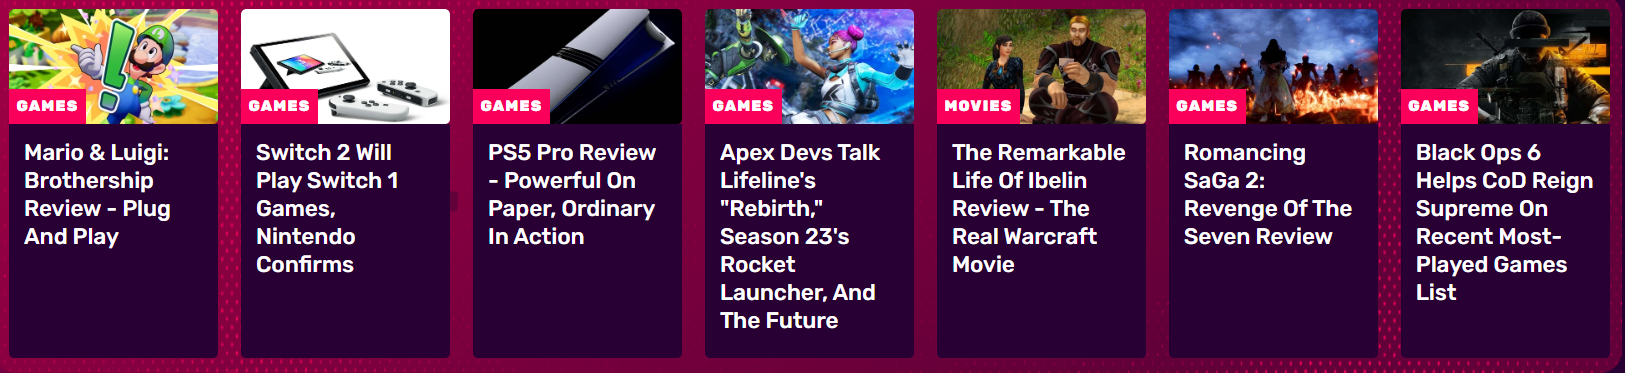 GAMES
Mario & Luigi:
Brothership
Review - Plug
And Play
GAMES
Switch 2 Will
Play Switch 1
Games,
Nintendo
Confirms
GAMES
PS5 Pro Review
- Powerful On
Paper, Ordinary
In Action
GAMES
Apex Devs Talk
Lifeline's
"Rebirth,"
Season 23's
Rocket
Launcher, And
The Future
MOVIES
The Remarkable
Life Of Ibelin
Review - The
Real Warcraft
Movie
GAMES
Romancing
SaGa 2:
Revenge Of The
Seven Review
GAMES
Black Ops 6
Helps CoD Reign
Supreme On
Recent Most-
Played Games
List